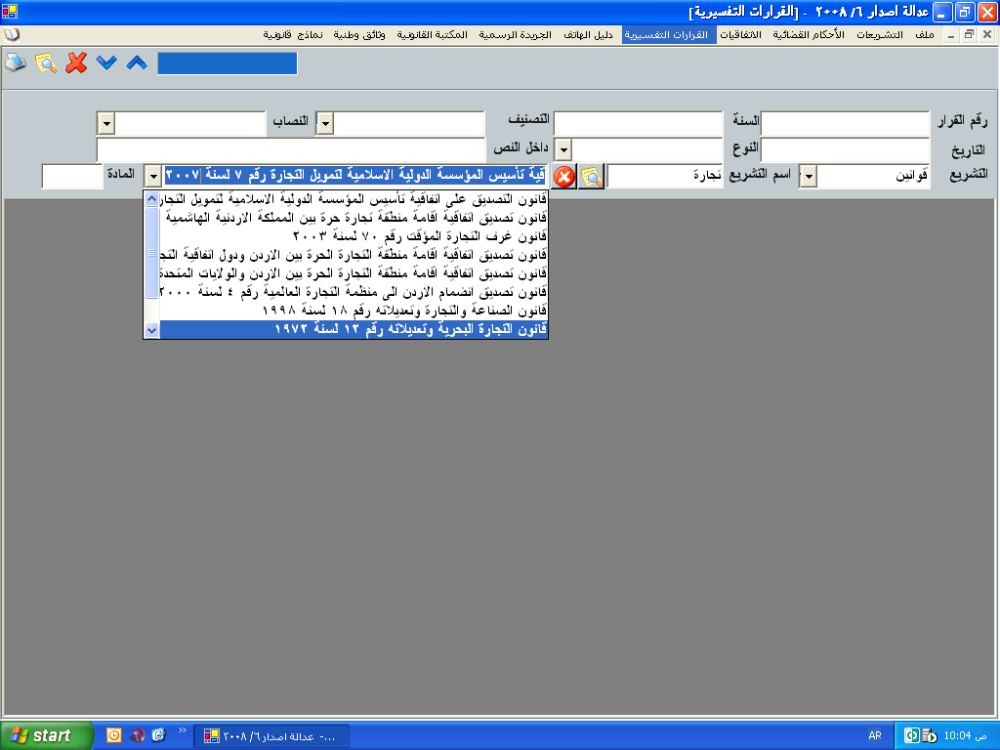 عدالة اصدار ٦/ ٢٠٠٨ - [القرارات التفسيرية]
ملف التشريعات الأحكام القضائية الاتفاقيات القرارات التفسيرية دليل الهاتف الجريدة الرسمية المكتبة القانونية وثائق وطنية نماذج قانونية
رقم القرار السنة التصنيف النصاب
التاريخ النوع داخل النص
التشريع قوانين اسم التشريع تجارة قية تأسيس المؤسسة الدولية الاسلامية لتمويل التجارة رقم ٧ لسنة ٢٠٠٧ المادة
قانون التصديق على اتفاقية تأسيس المؤسسة الدولية الاسلامية لتمويل التجار
قانون تصديق اتفاقية اقامة منطقة تجارة حرة بين المملكة الاردنية الهاشمية
قانون غرف التجارة المؤقت رقم ٧٠ لسنة ٢٠٠٣
قانون تصديق اتفاقية اقامة منطقة التجارة الحرة بين الاردن ودول اتفاقية التج
قانون تصديق اتفاقية اقامة منطقة التجارة الحرة بين الاردن والولايات المتحدة
قانون تصديق انضمام الاردن الى منظمة التجارة العالمية رقم ٤ لسنة ٢٠٠٠
قانون الصناعة والتجارة وتعديلاته رقم ١٨ لسنة ١٩٩٨
قانون التجارة البحرية وتعديلاته رقم ١٢ لسنة ١٩٧٢
start عدالة اصدار ٦/ ٢٠٠٨ -... AR 10:04 ص